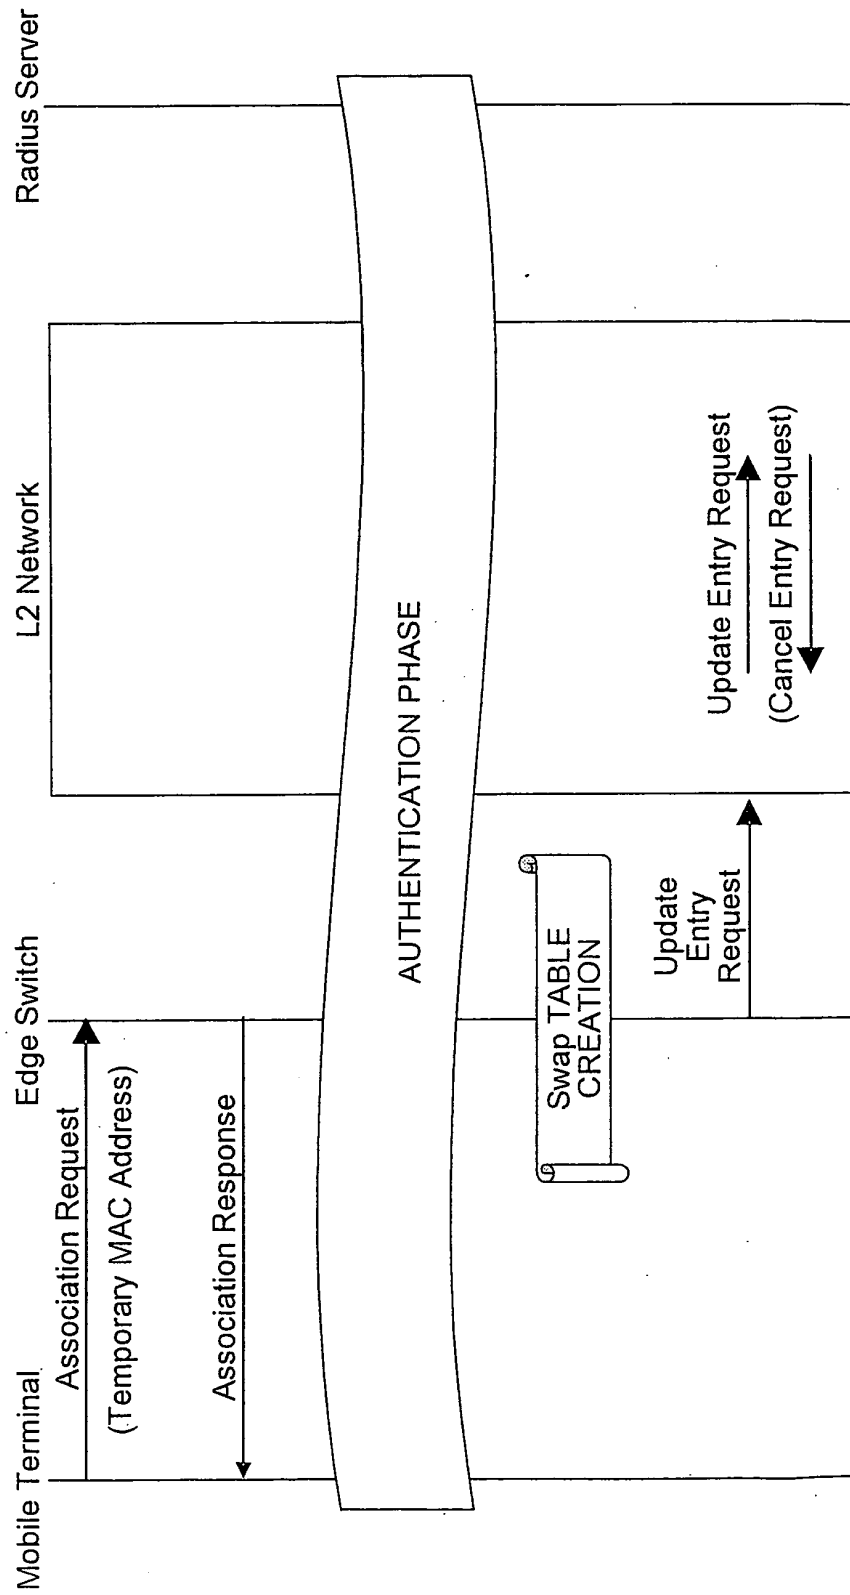 Mobile Terminal
Edge Switch
L2 Network
Radius Server
Association Request
(Temporary MAC Address)
Association Response
AUTHENTICATION PHASE
Swap TABLE
CREATION
Update
Entry
Request
Update Entry Request
(Cancel Entry Request)